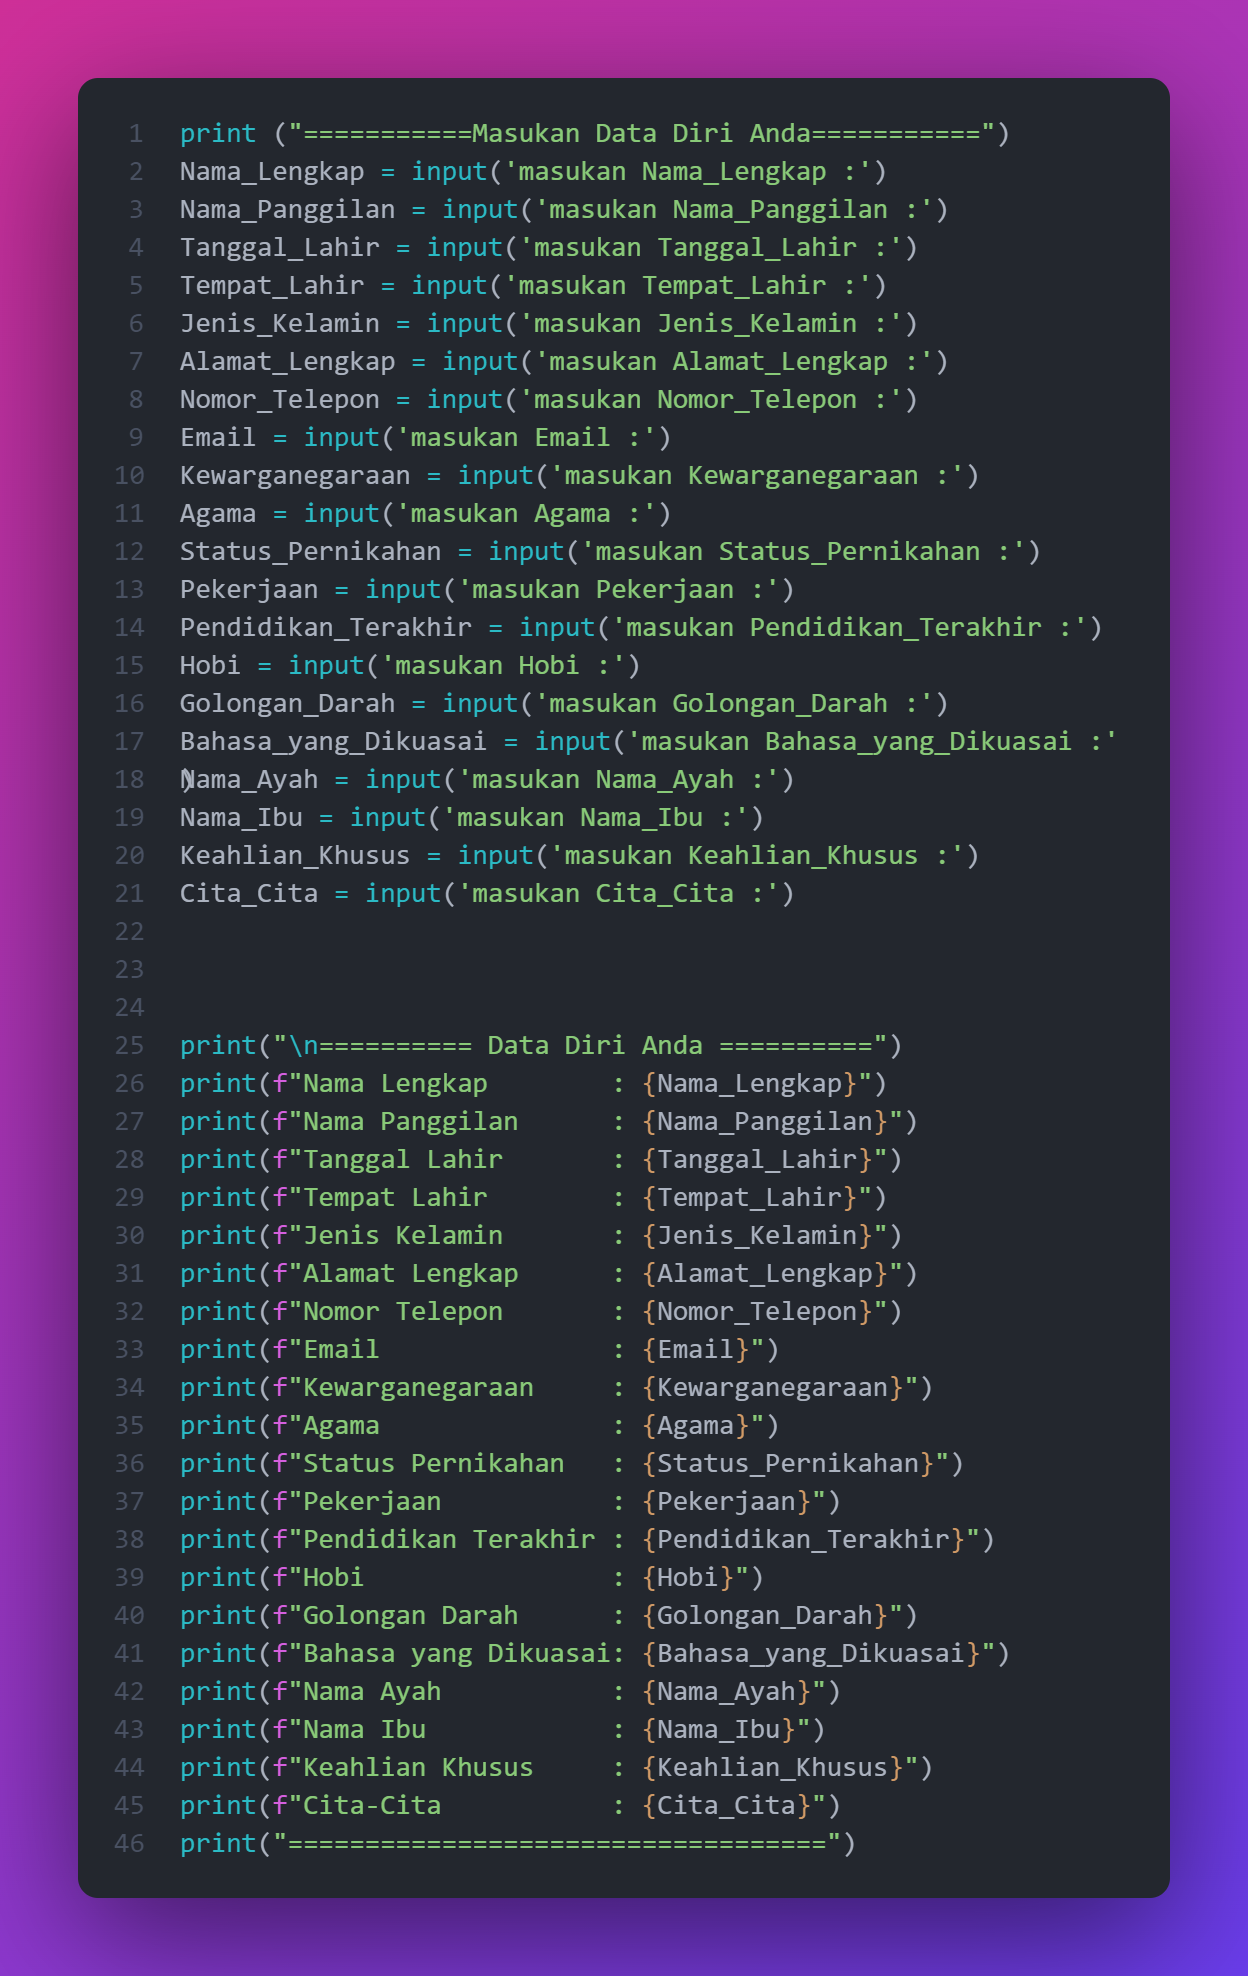 1 print ("===========Masukan Data Diri Anda===========")
2 Nama_Lengkap = input('masukan Nama_Lengkap :')
3 Nama_Panggilan = input('masukan Nama_Panggilan :')
4 Tanggal_Lahir = input('masukan Tanggal_Lahir :')
5 Tempat_Lahir = input('masukan Tempat_Lahir :')
6 Jenis_Kelamin = input('masukan Jenis_Kelamin :')
7 Alamat_Lengkap = input('masukan Alamat_Lengkap :')
8 Nomor_Telepon = input('masukan Nomor_Telepon :')
9 Email = input('masukan Email :')
10 Kewarganegaraan = input('masukan Kewarganegaraan :')
11 Agama = input('masukan Agama :')
12 Status_Pernikahan = input('masukan Status_Pernikahan :')
13 Pekerjaan = input('masukan Pekerjaan :')
14 Pendidikan_Terakhir = input('masukan Pendidikan_Terakhir :')
15 Hobi = input('masukan Hobi :')
16 Golongan_Darah = input('masukan Golongan_Darah :')
17 Bahasa_yang_Dikuasai = input('masukan Bahasa_yang_Dikuasai :'
)
18 Nama_Ayah = input('masukan Nama_Ayah :')
19 Nama_Ibu = input('masukan Nama_Ibu :')
20 Keahlian_Khusus = input('masukan Keahlian_Khusus :')
21 Cita_Cita = input('masukan Cita_Cita :')
22
23
24
25 print("\n========== Data Diri Anda ==========")
26 print(f"Nama Lengkap        : {Nama_Lengkap}")
27 print(f"Nama Panggilan      : {Nama_Panggilan}")
28 print(f"Tanggal Lahir       : {Tanggal_Lahir}")
29 print(f"Tempat Lahir        : {Tempat_Lahir}")
30 print(f"Jenis Kelamin       : {Jenis_Kelamin}")
31 print(f"Alamat Lengkap      : {Alamat_Lengkap}")
32 print(f"Nomor Telepon       : {Nomor_Telepon}")
33 print(f"Email               : {Email}")
34 print(f"Kewarganegaraan     : {Kewarganegaraan}")
35 print(f"Agama               : {Agama}")
36 print(f"Status Pernikahan   : {Status_Pernikahan}")
37 print(f"Pekerjaan           : {Pekerjaan}")
38 print(f"Pendidikan Terakhir : {Pendidikan_Terakhir}")
39 print(f"Hobi                : {Hobi}")
40 print(f"Golongan Darah      : {Golongan_Darah}")
41 print(f"Bahasa yang Dikuasai: {Bahasa_yang_Dikuasai}")
42 print(f"Nama Ayah           : {Nama_Ayah}")
43 print(f"Nama Ibu            : {Nama_Ibu}")
44 print(f"Keahlian Khusus     : {Keahlian_Khusus}")
45 print(f"Cita-Cita           : {Cita_Cita}")
46 print("===================================")